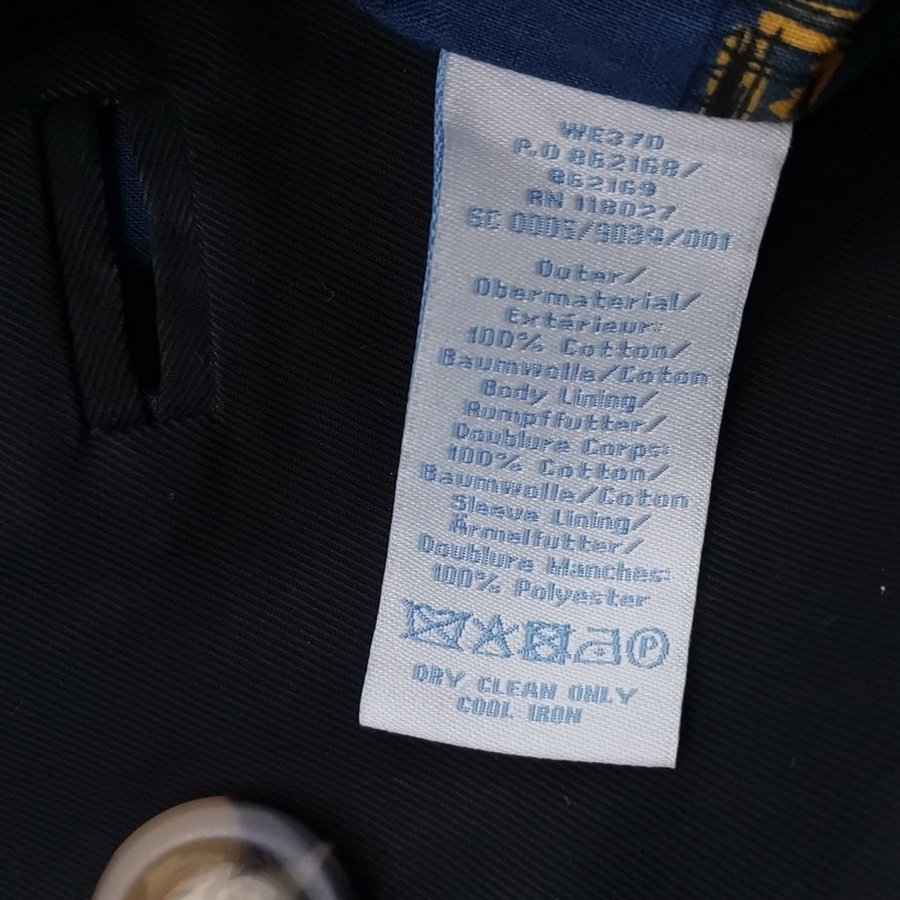 WE370
P.O 862168/
862169
RN 118027
SC 0005/9034/001
Outer/
Obermaterial/
Extérieur:
100% Cotton/
Baumwolle/Coton
Body Lining/
Rumpffutter/
Doublure Corps:
100% Cotton/
Baumwolle/Coton
Sleeve Lining/
Ärmelfutter/
Doublure Manches:
100% Polyester
P
DRY CLEAN ONLY
COOL IRON